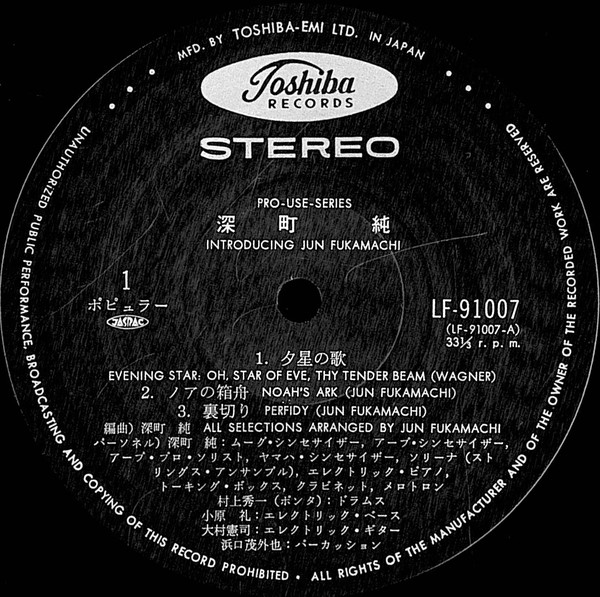 MFD. BY TOSHIBA-EMI LTD. IN JAPAN
Toshiba
RECORDS
STEREO
PRO-USE-SERIES
深町 純
INTRODUCING JUN FUKAMACHI
1
ポピュラー
JASRAC
LF-91007
(LF-91007-A)
33⅓ r.p.m.
1. 夕星の歌
EVENING STAR: OH, STAR OF EVE, THY TENDER BEAM (WAGNER)
2. ノアの箱舟 NOAH'S ARK (JUN FUKAMACHI)
3. 裏切り PERFIDY (JUN FUKAMACHI)
編曲) 深町 純 ALL SELECTIONS ARRANGED BY JUN FUKAMACHI
パーソネル) 深町 純:ムーグ・シンセサイザー, アープ・シンセサイザー,
アープ・プロ・ソリスト, ヤマハ・シンセサイザー, ソリーナ (スト
リングス・アンサンブル), エレクトリック・ピアノ,
トーキング・ボックス, クラビネット, メロトロン
村上秀一 (ポンタ):ドラムス
小原 礼:エレクトリック・ベース
大村憲司:エレクトリック・ギター
浜口茂外也:パーカッション
UNAUTHORIZED PUBLIC PERFORMANCE, BROADCASTING AND COPYING OF THIS RECORD PROHIBITED • ALL RIGHTS OF THE MANUFACTURER AND OF THE OWNER OF THE RECORDED WORK ARE RESERVED